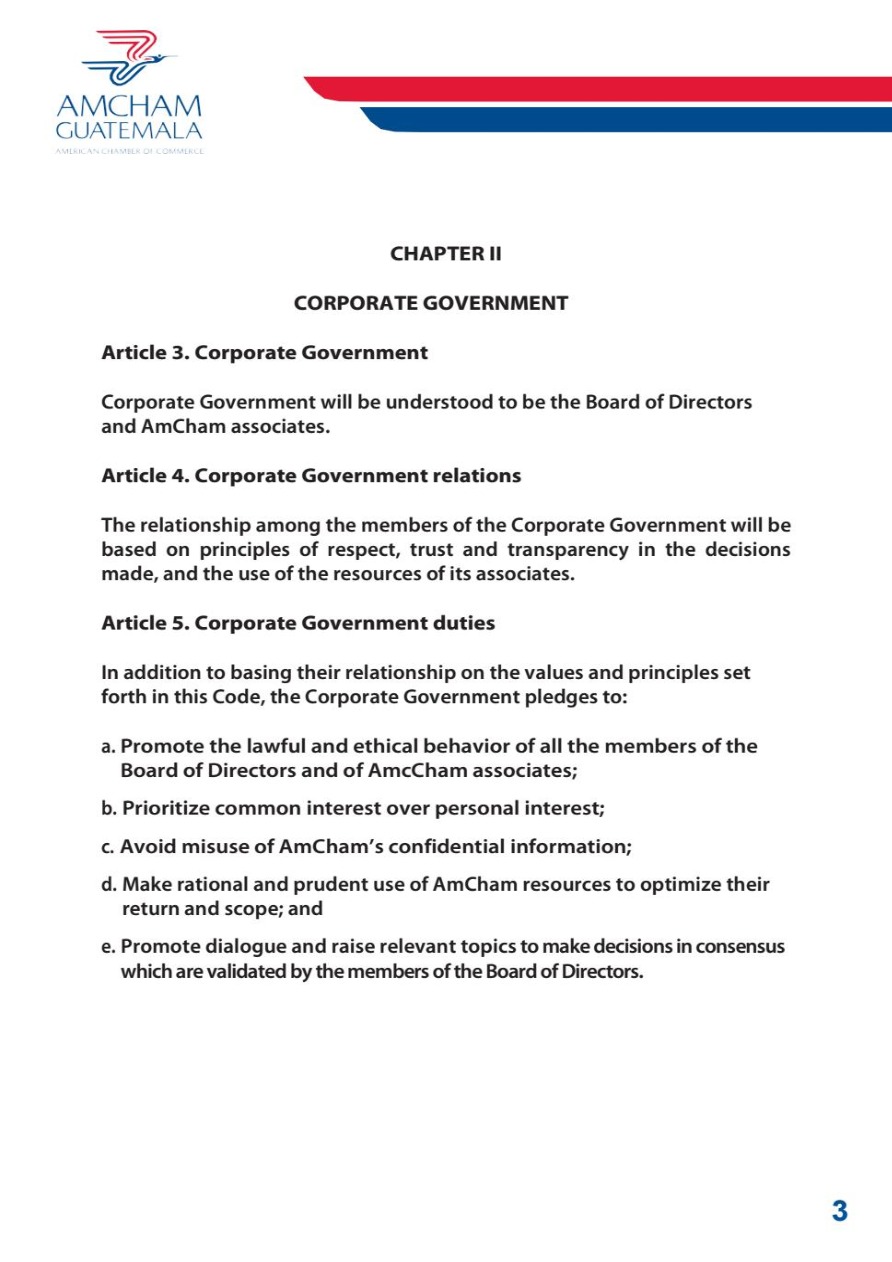 AMCHAM
GUATEMALA
AMERICAN CHAMBER OF COMMERCE
CHAPTER II
CORPORATE GOVERNMENT
Article 3. Corporate Government
Corporate Government will be understood to be the Board of Directors
and AmCham associates.
Article 4. Corporate Government relations
The relationship among the members of the Corporate Government will be
based on principles of respect, trust and transparency in the decisions
made, and the use of the resources of its associates.
Article 5. Corporate Government duties
In addition to basing their relationship on the values and principles set
forth in this Code, the Corporate Government pledges to:
a. Promote the lawful and ethical behavior of all the members of the
Board of Directors and of AmcCham associates;
b. Prioritize common interest over personal interest;
c. Avoid misuse of AmCham’s confidential information;
d. Make rational and prudent use of AmCham resources to optimize their
return and scope; and
e. Promote dialogue and raise relevant topics to make decisions in consensus
which are validated by the members of the Board of Directors.
3